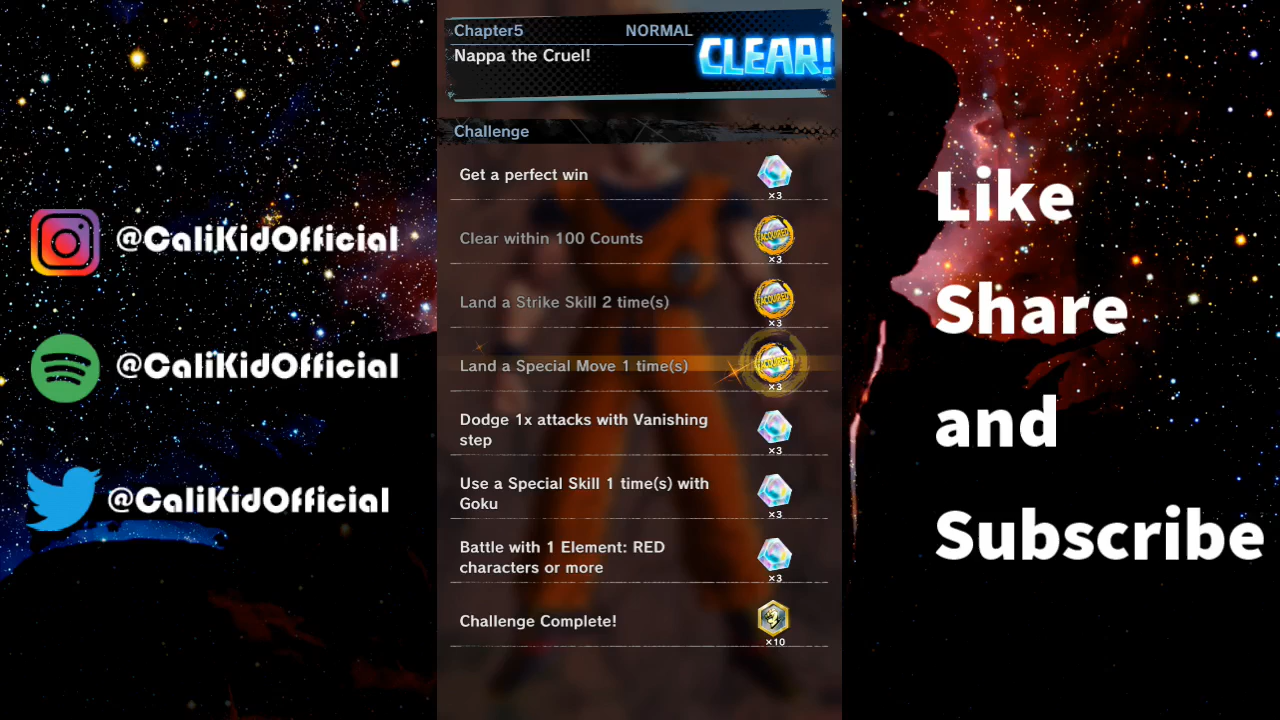 Chapter5 NORMAL
Nappa the Cruel!
CLEAR!
Challenge
Get a perfect win
×3
Clear within 100 Counts
ACQUIRED
×3
Land a Strike Skill 2 time(s)
ACQUIRED
×3
Land a Special Move 1 time(s)
ACQUIRED
×3
Dodge 1x attacks with Vanishing
step
×3
Use a Special Skill 1 time(s) with
Goku
×3
Battle with 1 Element: RED
characters or more
×3
Challenge Complete!
×10
@CaliKidOfficial
@CaliKidOfficial
@CaliKidOfficial
Like
Share
and
Subscribe